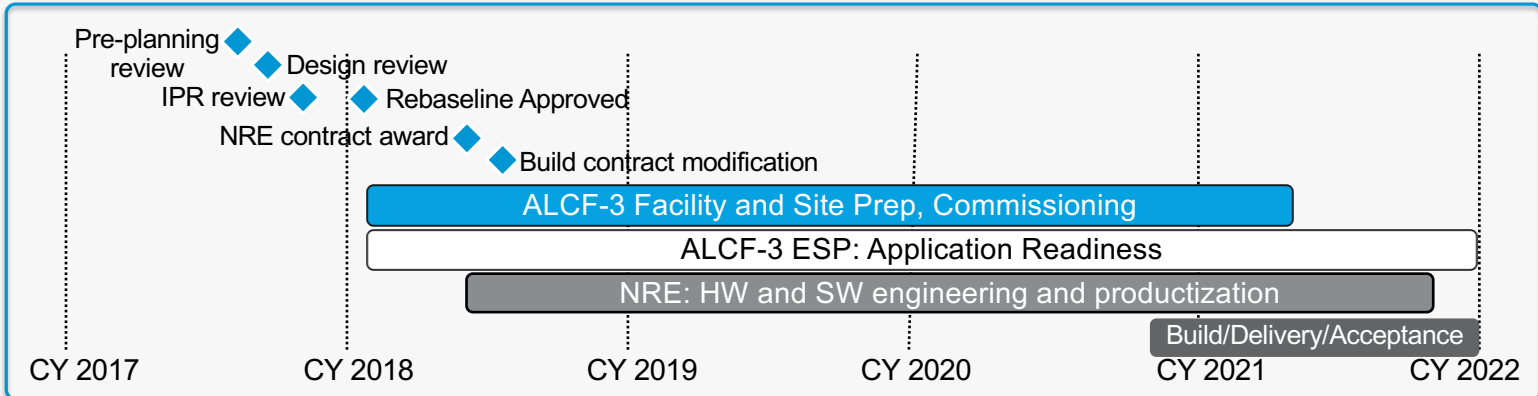 Pre-planning
review
Design review
IPR review
Rebaseline Approved
NRE contract award
Build contract modification
ALCF-3 Facility and Site Prep, Commissioning
ALCF-3 ESP: Application Readiness
NRE: HW and SW engineering and productization
Build/Delivery/Acceptance
CY 2017 CY 2018 CY 2019 CY 2020 CY 2021 CY 2022